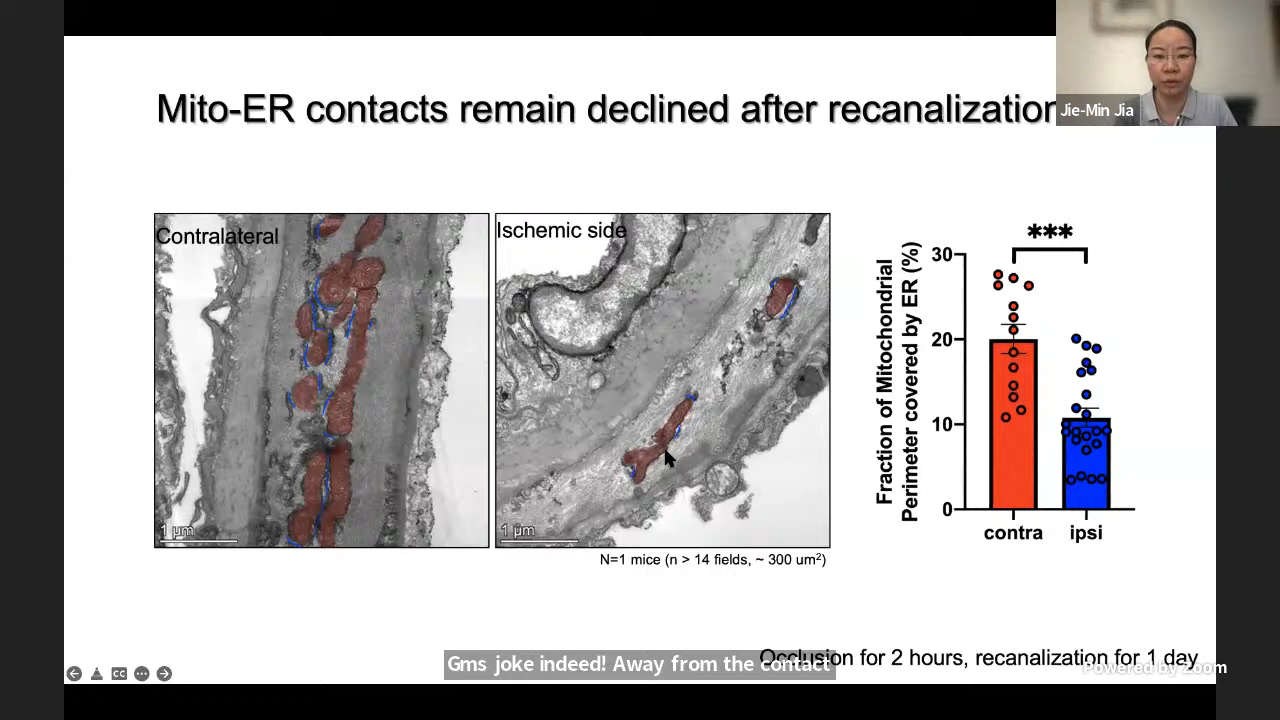 Mito-ER contacts remain declined after recanalization
Jie-Min Jia
Contralateral
1 µm
Ischemic side
1 µm
N=1 mice (n > 14 fields, ~ 300 um²)
Fraction of Mitochondrial
Perimeter covered by ER (%)
30
20
10
0
***
contra
ipsi
Gms joke indeed! Away from the contact
Occlusion for 2 hours, recanalization for 1 day
Powered by Zoom
CC